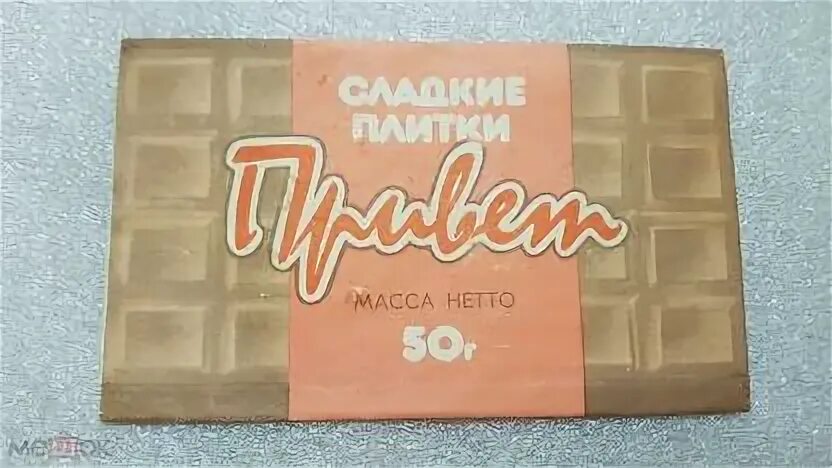 СЛАДКИЕ
ПЛИТКИ
Привет
МАССА НЕТТО
50г